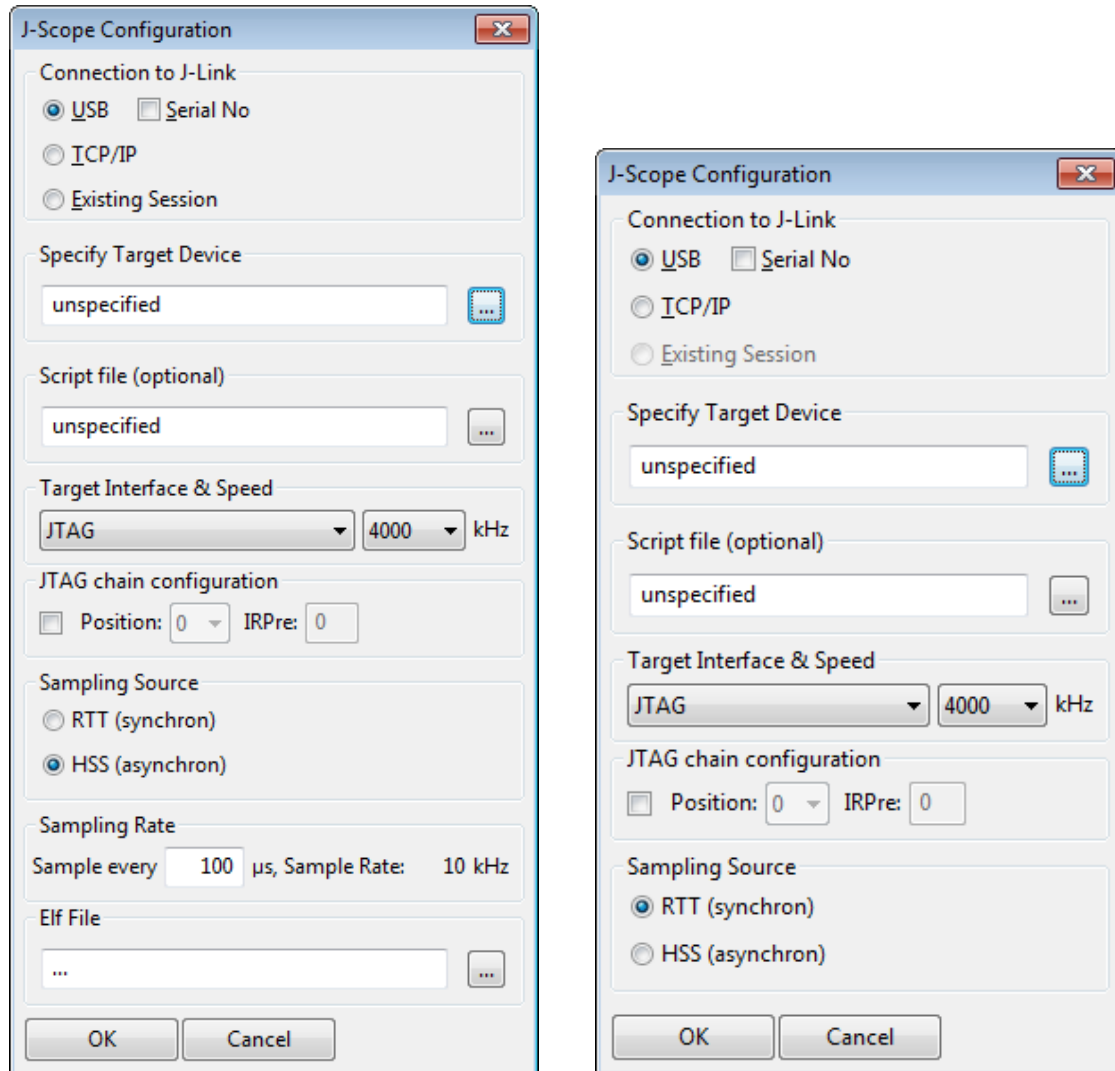 J-Scope Configuration
Connection to J-Link
USB Serial No
TCP/IP
Existing Session
Specify Target Device
unspecified ...
Script file (optional)
unspecified ...
Target Interface & Speed
JTAG 4000 kHz
JTAG chain configuration
Position: 0 IRPre: 0
Sampling Source
RTT (synchron)
HSS (asynchron)
Sampling Rate
Sample every 100 µs, Sample Rate: 10 kHz
Elf File
... ...
OK Cancel
J-Scope Configuration
Connection to J-Link
USB Serial No
TCP/IP
Existing Session
Specify Target Device
unspecified ...
Script file (optional)
unspecified ...
Target Interface & Speed
JTAG 4000 kHz
JTAG chain configuration
Position: 0 IRPre: 0
Sampling Source
RTT (synchron)
HSS (asynchron)
OK Cancel